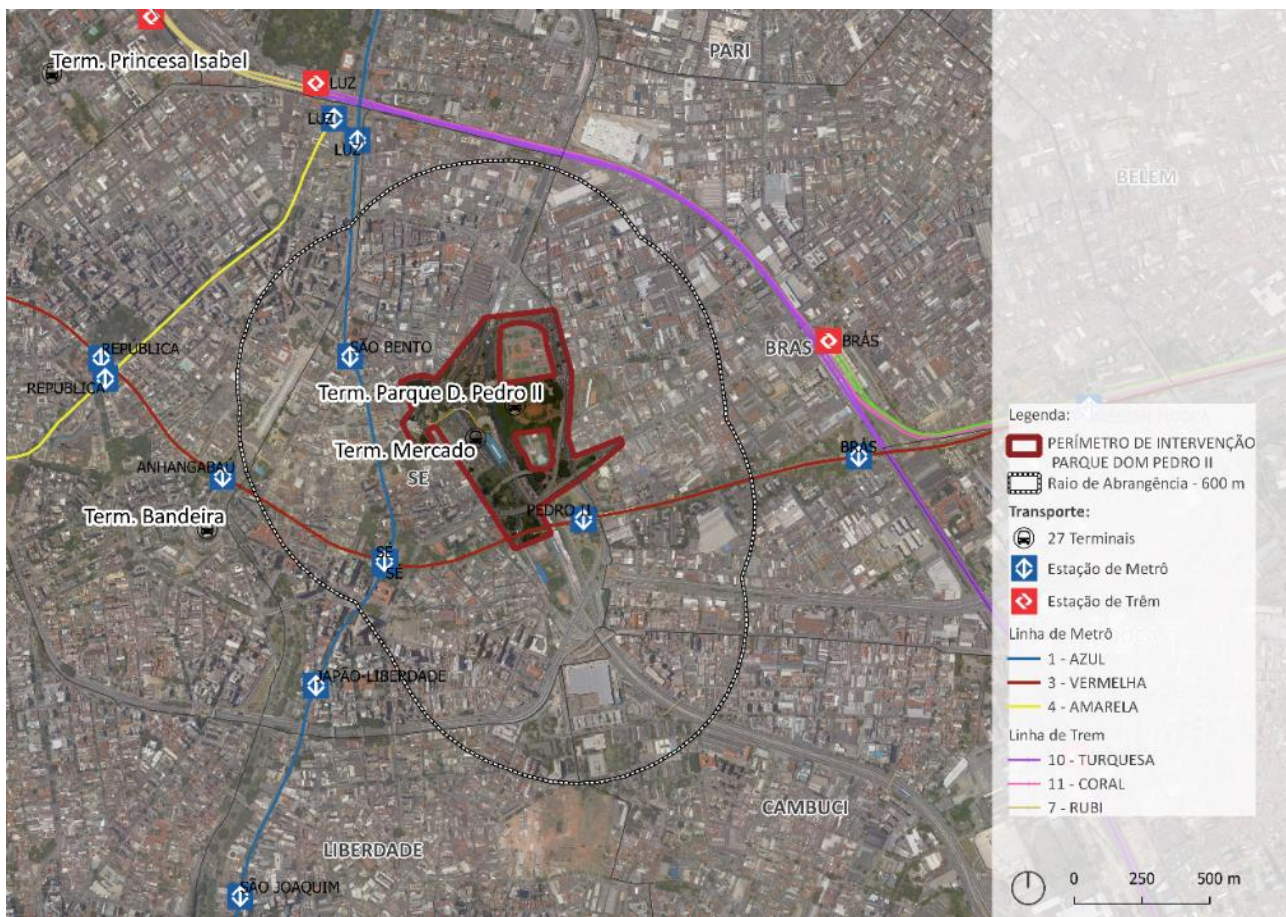 PARI
Term. Princesa Isabel
LUZ
LUZ
LUZ
BELEM
REPUBLICA
REPUBLICA
SÃO BENTO
BRAS
BRÁS
Term. Parque D. Pedro II
Term. Mercado
SE
ANHANGABAU
BRÁS
Term. Bandeira
PEDRO II
SÉ
SÉ
JAPÃO-LIBERDADE
CAMBUCI
LIBERDADE
SÃO JOAQUIM
Legenda:
PERÍMETRO DE INTERVENÇÃO
PARQUE DOM PEDRO II
Raio de Abrangência - 600 m
Transporte:
27 Terminais
Estação de Metrô
Estação de Trêm
Linha de Metrô
1 - AZUL
3 - VERMELHA
4 - AMARELA
Linha de Trem
10 - TURQUESA
11 - CORAL
7 - RUBI
0 250 500 m